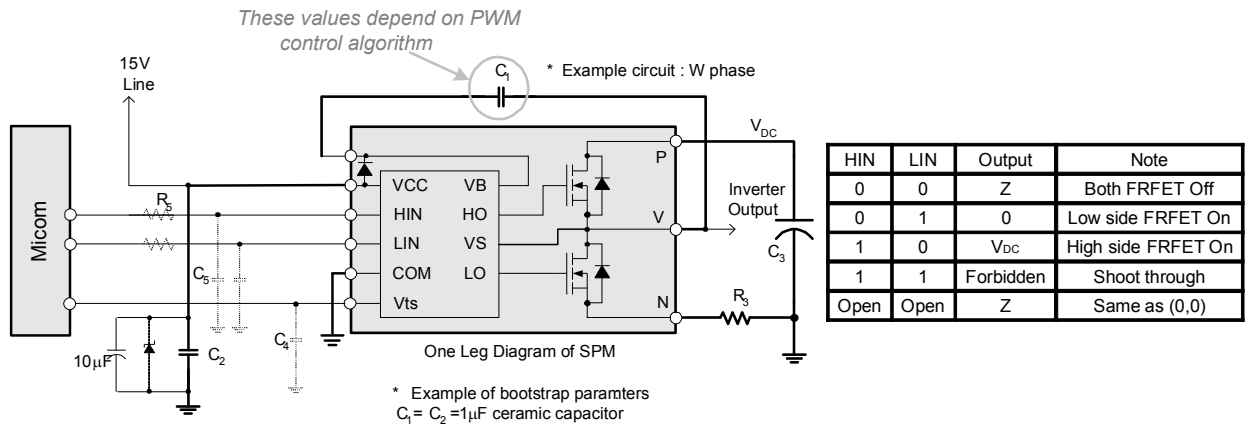 These values depend on PWM
control algorithm
15V
Line
C1
* Example circuit : W phase
VDC
P
Micom
R5
VCC VB
HIN HO
LIN VS
COM LO
Vts
V
Inverter
Output
C3
C5
C4
N
R3
10μF
C2
One Leg Diagram of SPM
* Example of bootstrap paramters
C1= C2 =1μF ceramic capacitor
HIN LIN Output Note
0 0 Z Both FRFET Off
0 1 0 Low side FRFET On
1 0 VDC High side FRFET On
1 1 Forbidden Shoot through
Open Open Z Same as (0,0)